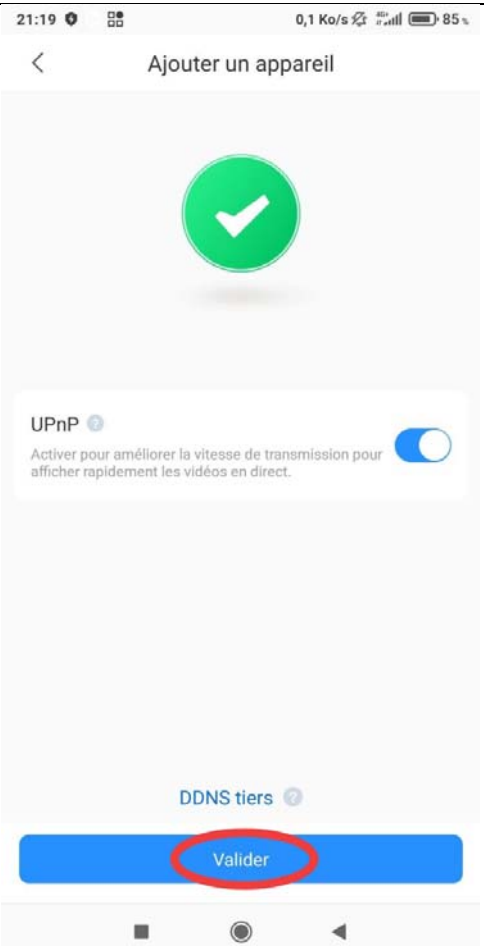 21:19 0,1 Ko/s 85 %
Ajouter un appareil
UPnP ?
Activer pour améliorer la vitesse de transmission pour
afficher rapidement les vidéos en direct.
DDNS tiers ?
Valider